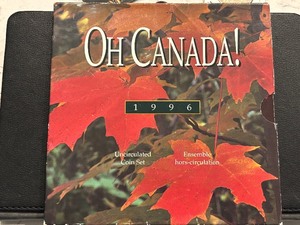 OH CANADA!
1996
Uncirculated
Coin Set
Ensemble
hors-circulation